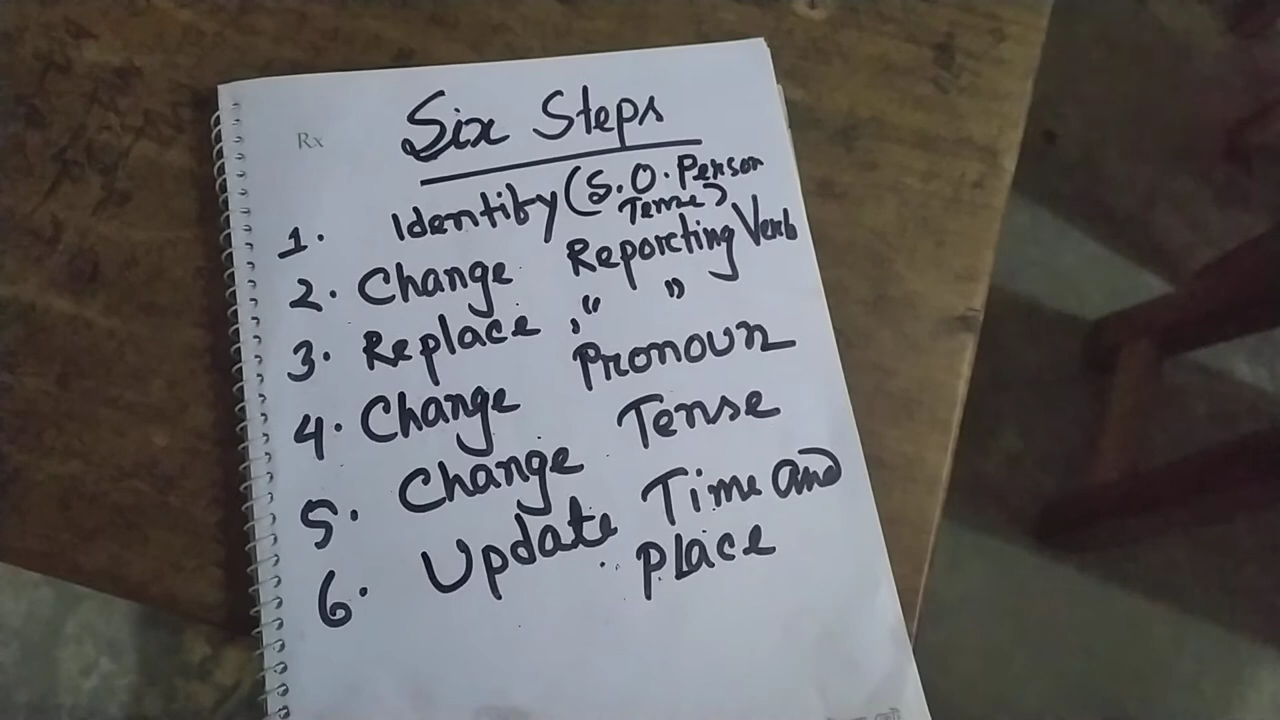 Rx
Six Steps
1. Identify (S.O. Person
Tense)
2. Change Reporting Verb
3. Replace , " "
4. Change Pronoun
5. Change Tense
6. Update Time and
Place